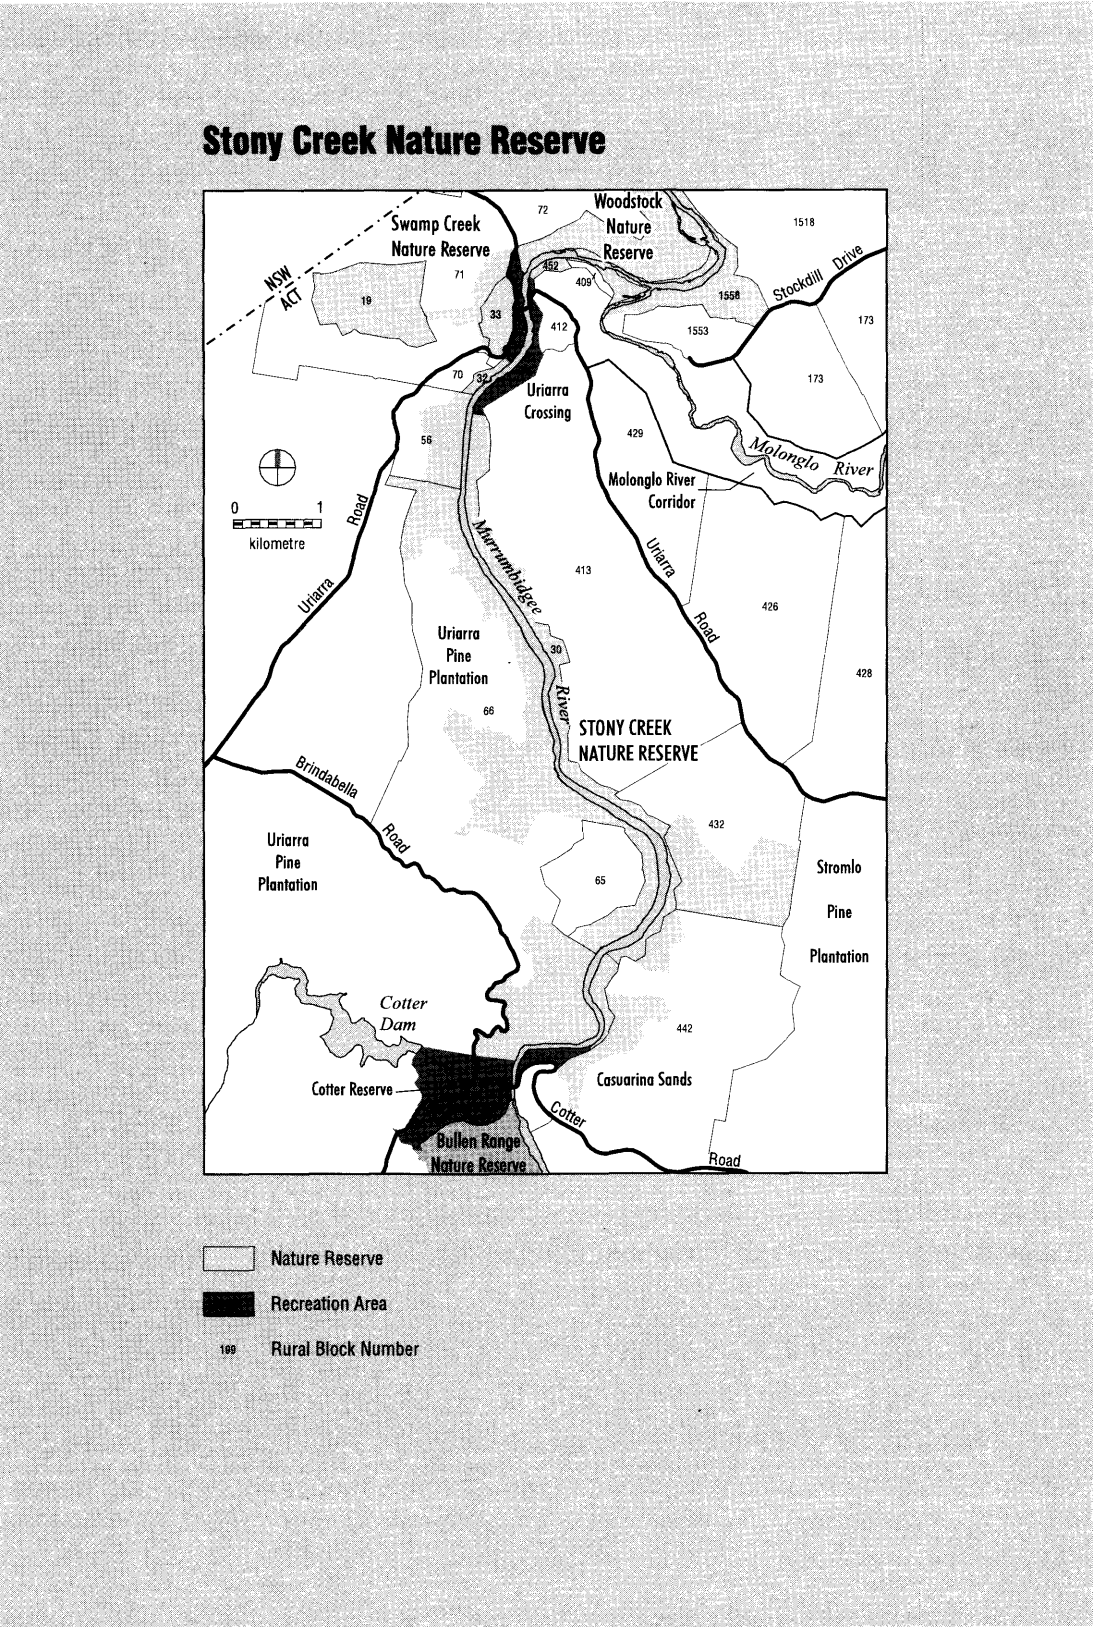 Stony Creek Nature Reserve
Woodstock
Nature
Reserve
72
1518
Swamp Creek
Nature Reserve
71
NSW
ACT
19
33
452
409
412
1558
1553
Stockdill Drive
173
173
70
32
Uriarra
Crossing
56
429
Molonglo River
Molonglo River
Corridor
0 1
kilometre
Uriarra Road
Murrumbidgee River
413
Uriarra Road
426
428
Uriarra
Pine
Plantation
30
66
STONY CREEK
NATURE RESERVE
Brindabella Road
432
Uriarra
Pine
Plantation
65
Stromlo
Pine
Plantation
Cotter
Dam
442
Cotter Reserve
Casuarina Sands
Cotter Road
Bullen Range
Nature Reserve
Nature Reserve
Recreation Area
199 Rural Block Number